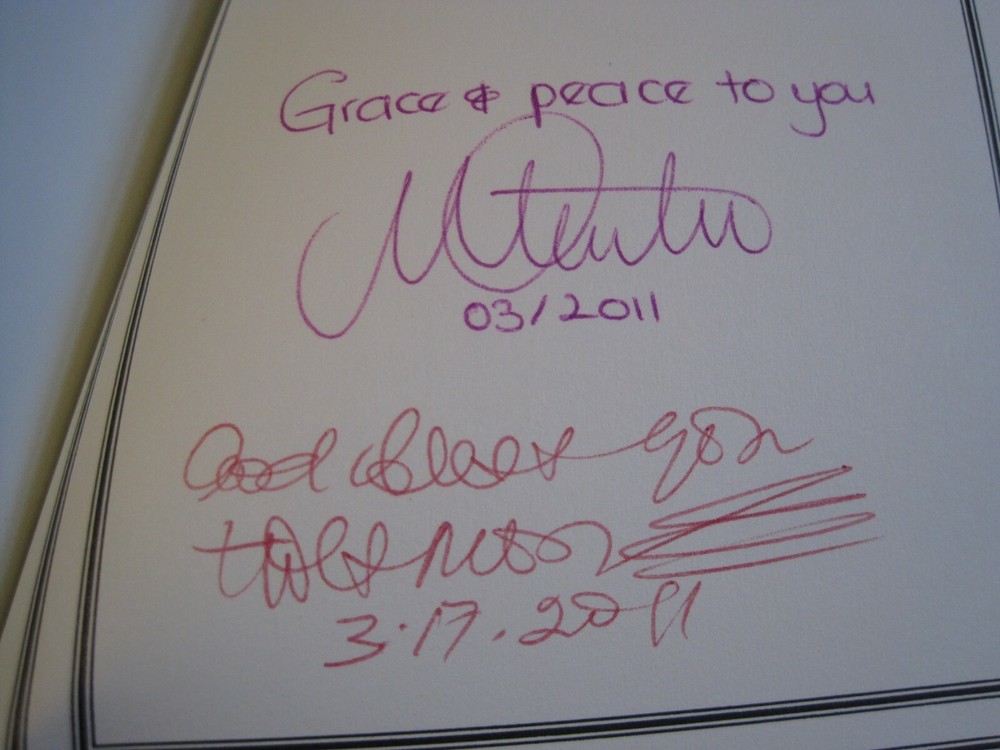 Grace & peace to you
03/2011
God bless you
3.17.2011